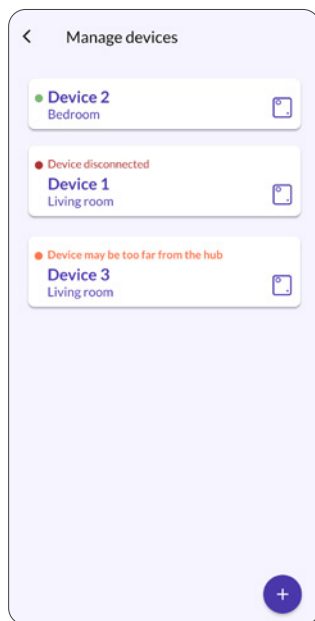 Manage devices
Device 2
Bedroom
Device disconnected
Device 1
Living room
Device may be too far from the hub
Device 3
Living room
+